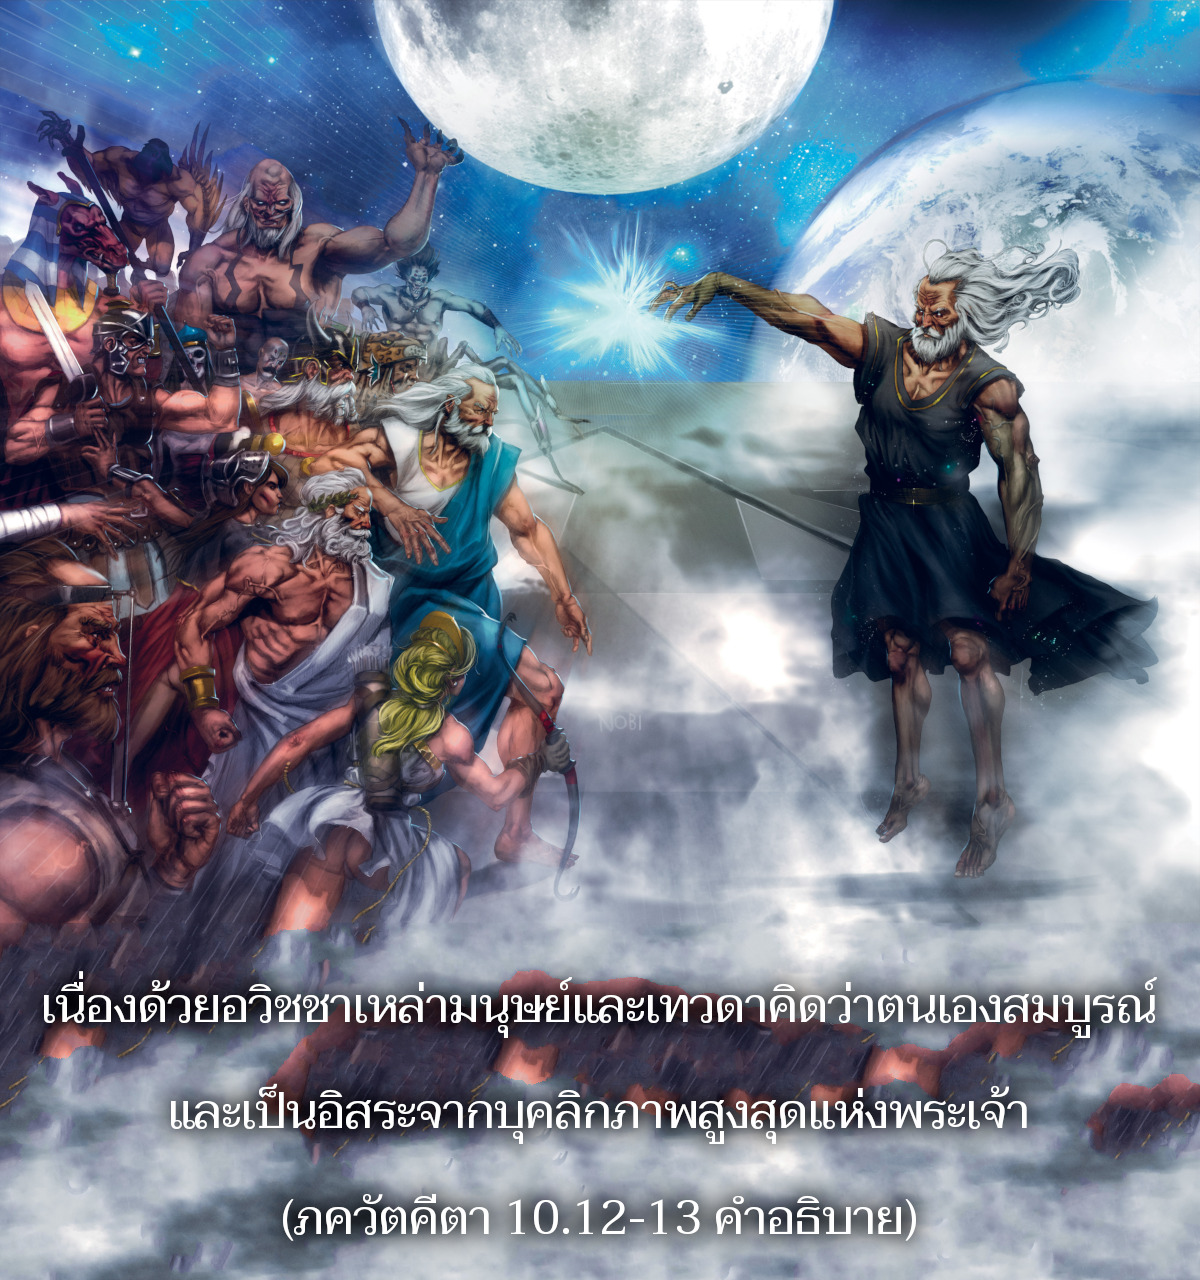 NOBI
เนื่องด้วยอวิชชาเหล่ามนุษย์และเทวดาคิดว่าตนเองสมบูรณ์
และเป็นอิสระจากบุคลิกภาพสูงสุดแห่งพระเจ้า
(ภควัตคีตา 10.12-13 คำอธิบาย)